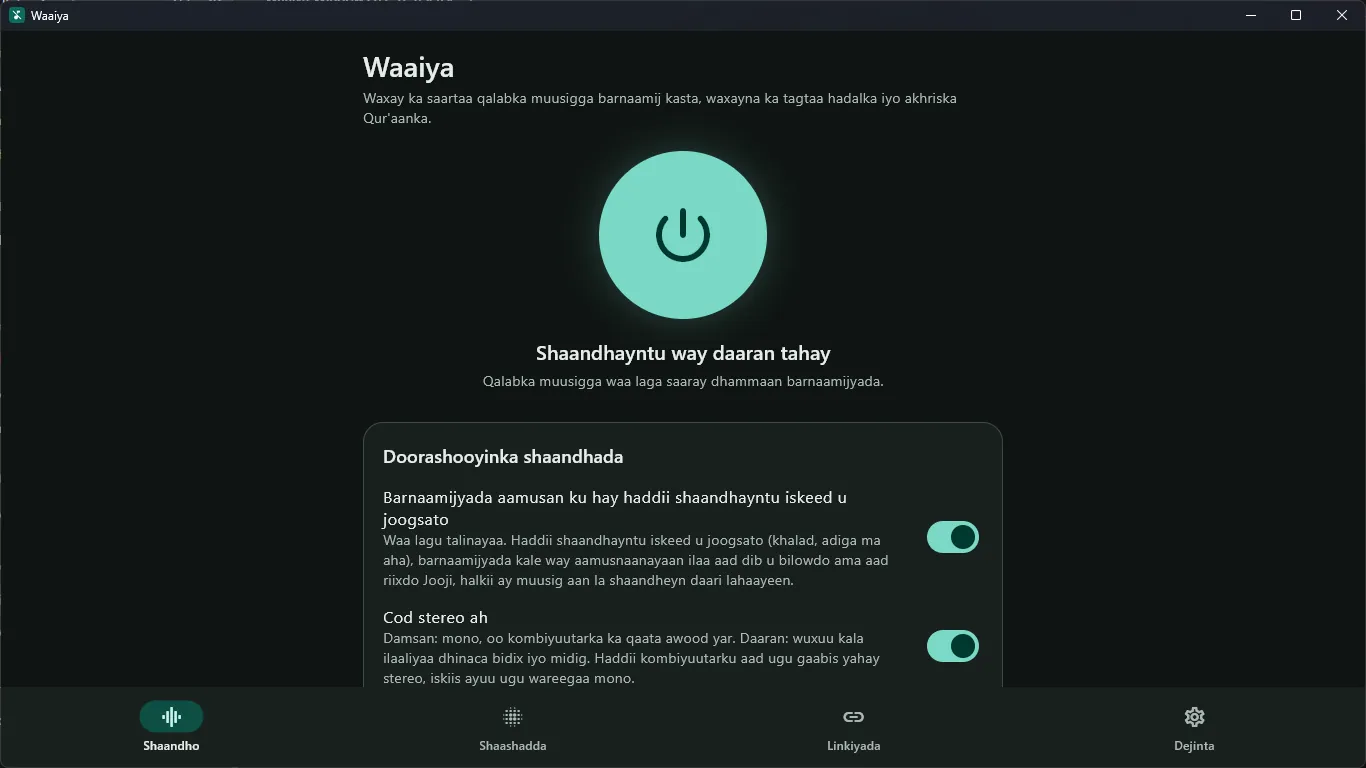 Waaiya
Waaiya
Waxay ka saartaa qalabka muusigga barnaamij kasta, waxayna ka tagtaa hadalka iyo akhriska
Qur'aanka.
Shaandhayntu way daaran tahay
Qalabka muusigga waa laga saaray dhammaan barnaamijyada.
Doorashooyinka shaandhada
Barnaamijyada aamusan ku hay haddii shaandhayntu iskeed u
joogsato
Waa lagu talinayaa. Haddii shaandhayntu iskeed u joogsato (khalad, adiga ma
aha), barnaamijyada kale way aamusnaanayaan ilaa aad dib u bilowdo ama aad
riixdo Jooji, halkii ay muusig aan la shaandheyn daari lahaayeen.
Cod stereo ah
Damsan: mono, oo kombiyuutarka ka qaata awood yar. Daaran: wuxuu kala
ilaaliyaa dhinaca bidix iyo midig. Haddii kombiyuutarku aad ugu gaabis yahay
stereo, iskiis ayuu ugu wareegaa mono.
Shaandho
Shaashadda
Linkiyada
Dejinta